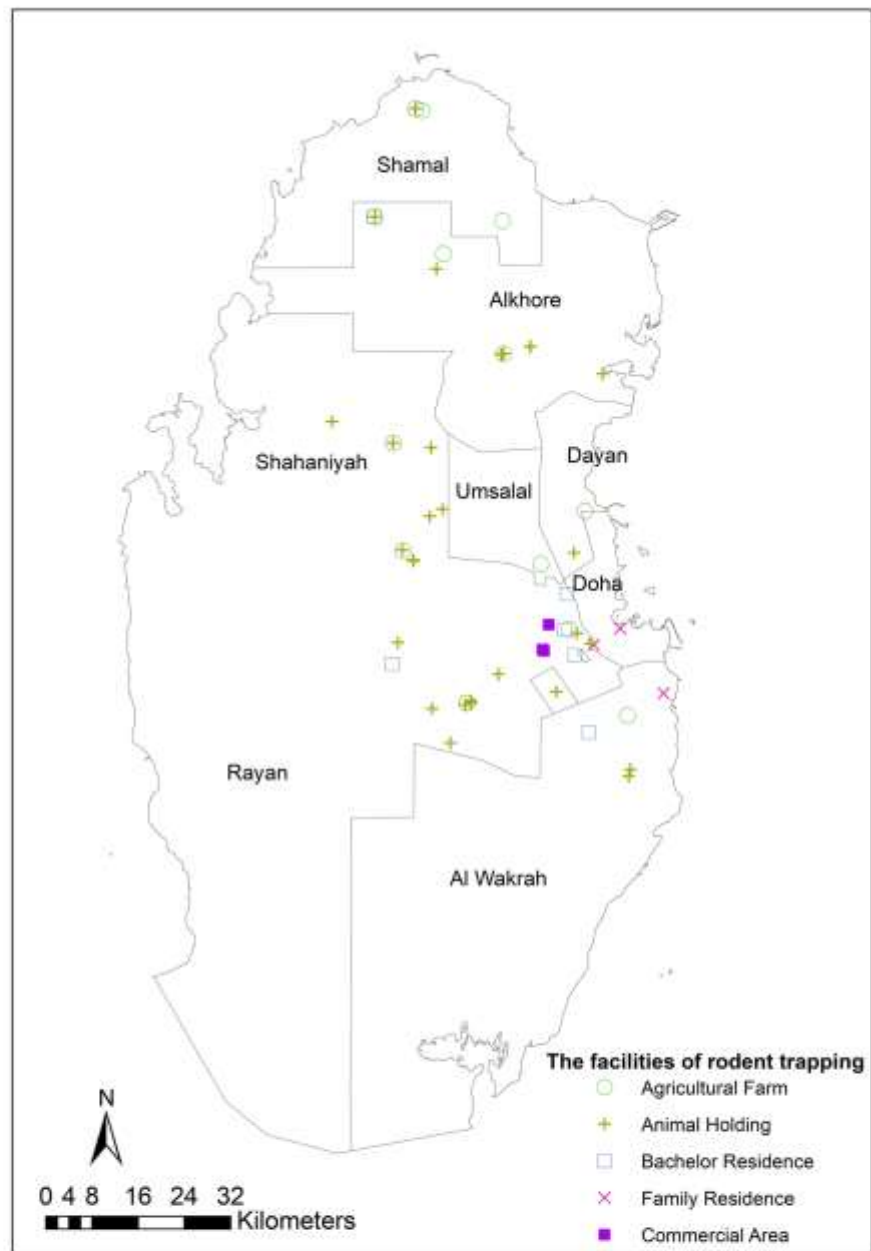 Shamal
Alkhore
Dayan
Shahaniyah
Umsalal
Doha
Rayan
Al Wakrah
The facilities of rodent trapping
Agricultural Farm
Animal Holding
Bachelor Residence
Family Residence
Commercial Area
N
0 4 8 16 24 32
Kilometers